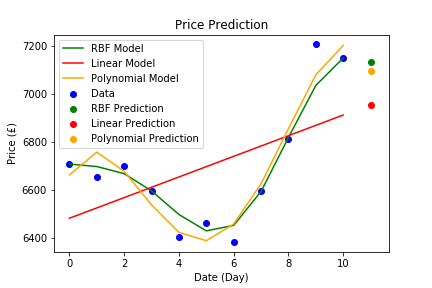 Price Prediction
7200
7000
6800
6600
6400
Price (£)
RBF Model
Linear Model
Polynomial Model
Data
RBF Prediction
Linear Prediction
Polynomial Prediction
0 2 4 6 8 10
Date (Day)